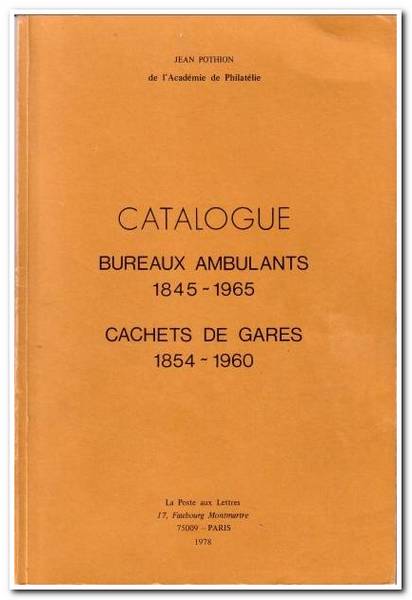 JEAN POTHION
de l'Académie de Philatélie
CATALOGUE
BUREAUX AMBULANTS
1845 - 1965
CACHETS DE GARES
1854 - 1960
La Poste aux Lettres
17, Faubourg Montmartre
75009 – PARIS
1978